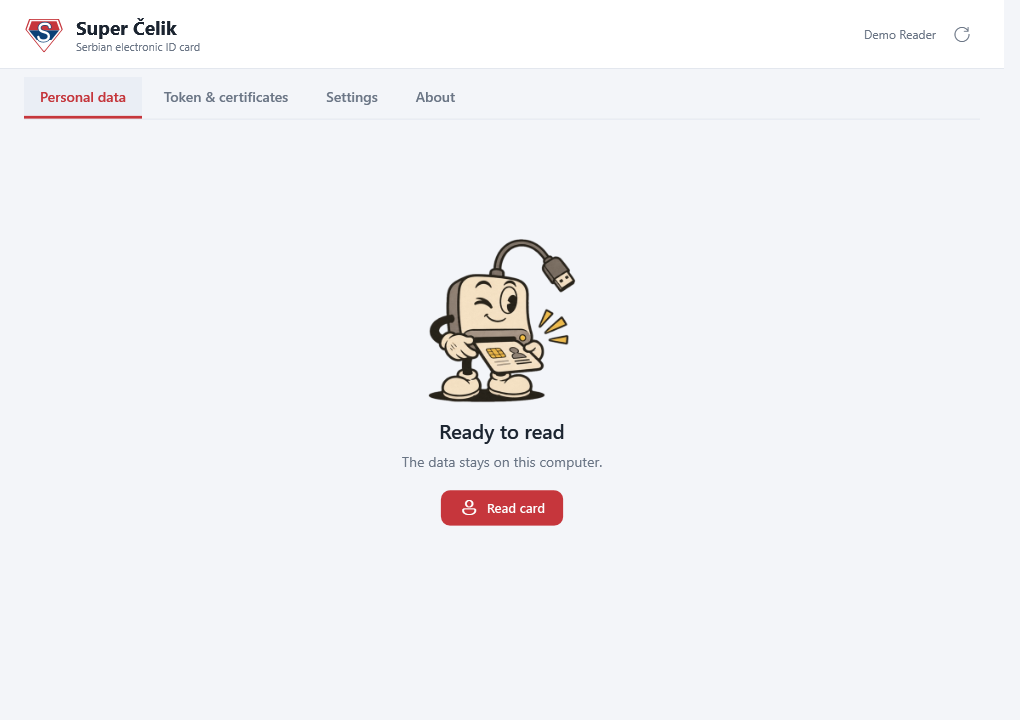 Super Čelik
Serbian electronic ID card
Demo Reader
Personal data
Token & certificates
Settings
About
Ready to read
The data stays on this computer.
Read card